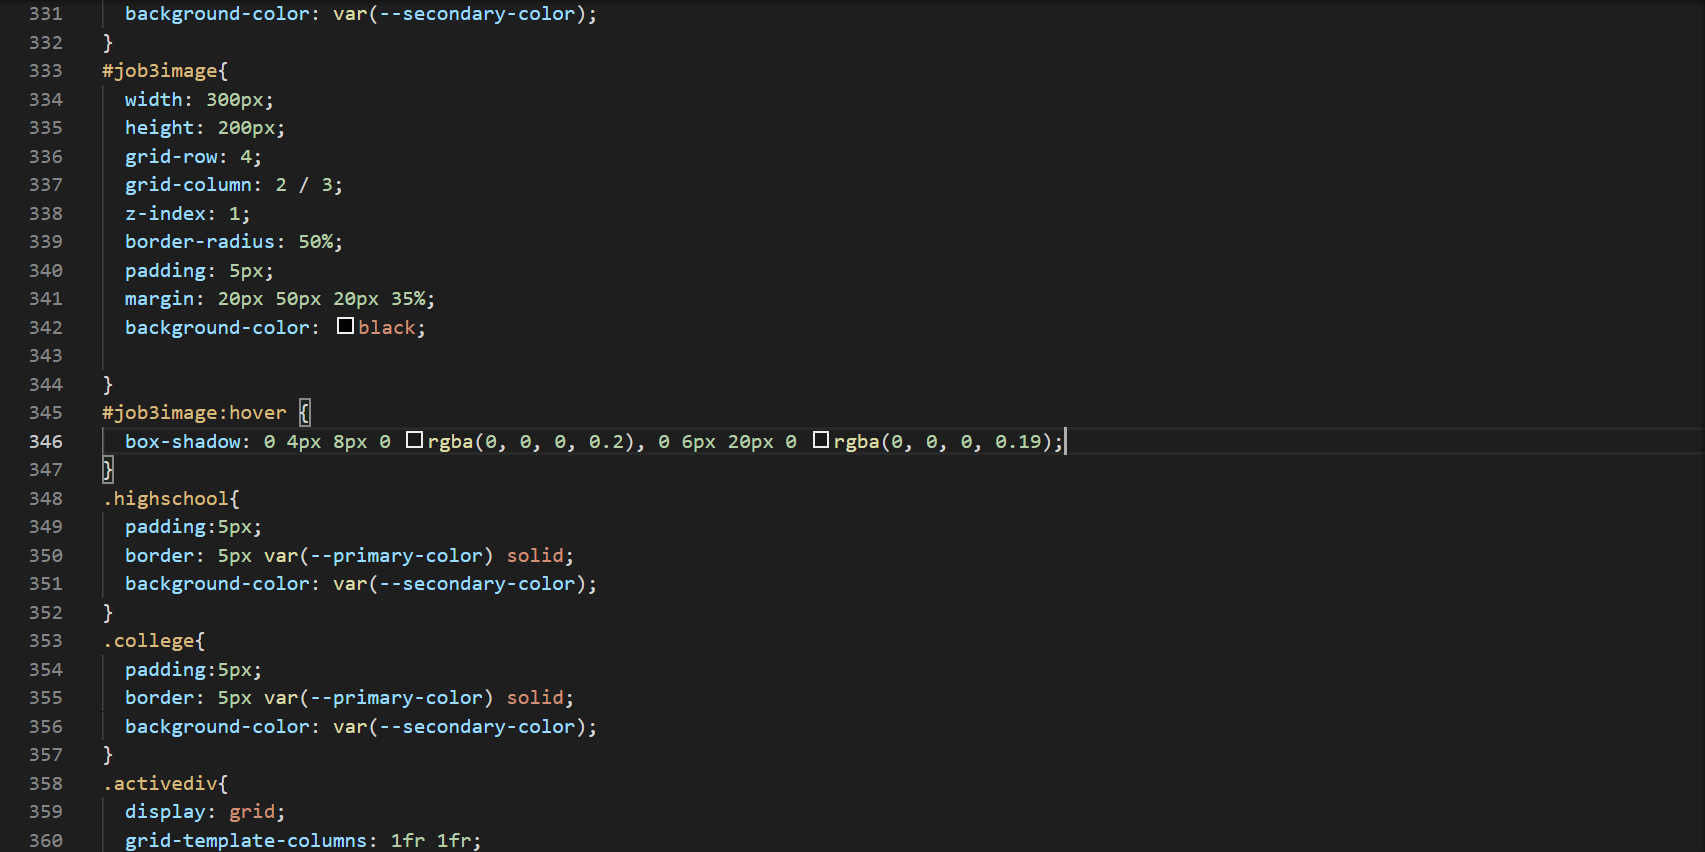 331 background-color: var(--secondary-color);
332 }
333 #job3image{
334 width: 300px;
335 height: 200px;
336 grid-row: 4;
337 grid-column: 2 / 3;
338 z-index: 1;
339 border-radius: 50%;
340 padding: 5px;
341 margin: 20px 50px 20px 35%;
342 background-color: black;
343
344 }
345 #job3image:hover {
346 box-shadow: 0 4px 8px 0 rgba(0, 0, 0, 0.2), 0 6px 20px 0 rgba(0, 0, 0, 0.19);
347 }
348 .highschool{
349 padding:5px;
350 border: 5px var(--primary-color) solid;
351 background-color: var(--secondary-color);
352 }
353 .college{
354 padding:5px;
355 border: 5px var(--primary-color) solid;
356 background-color: var(--secondary-color);
357 }
358 .activediv{
359 display: grid;
360 grid-template-columns: 1fr 1fr;